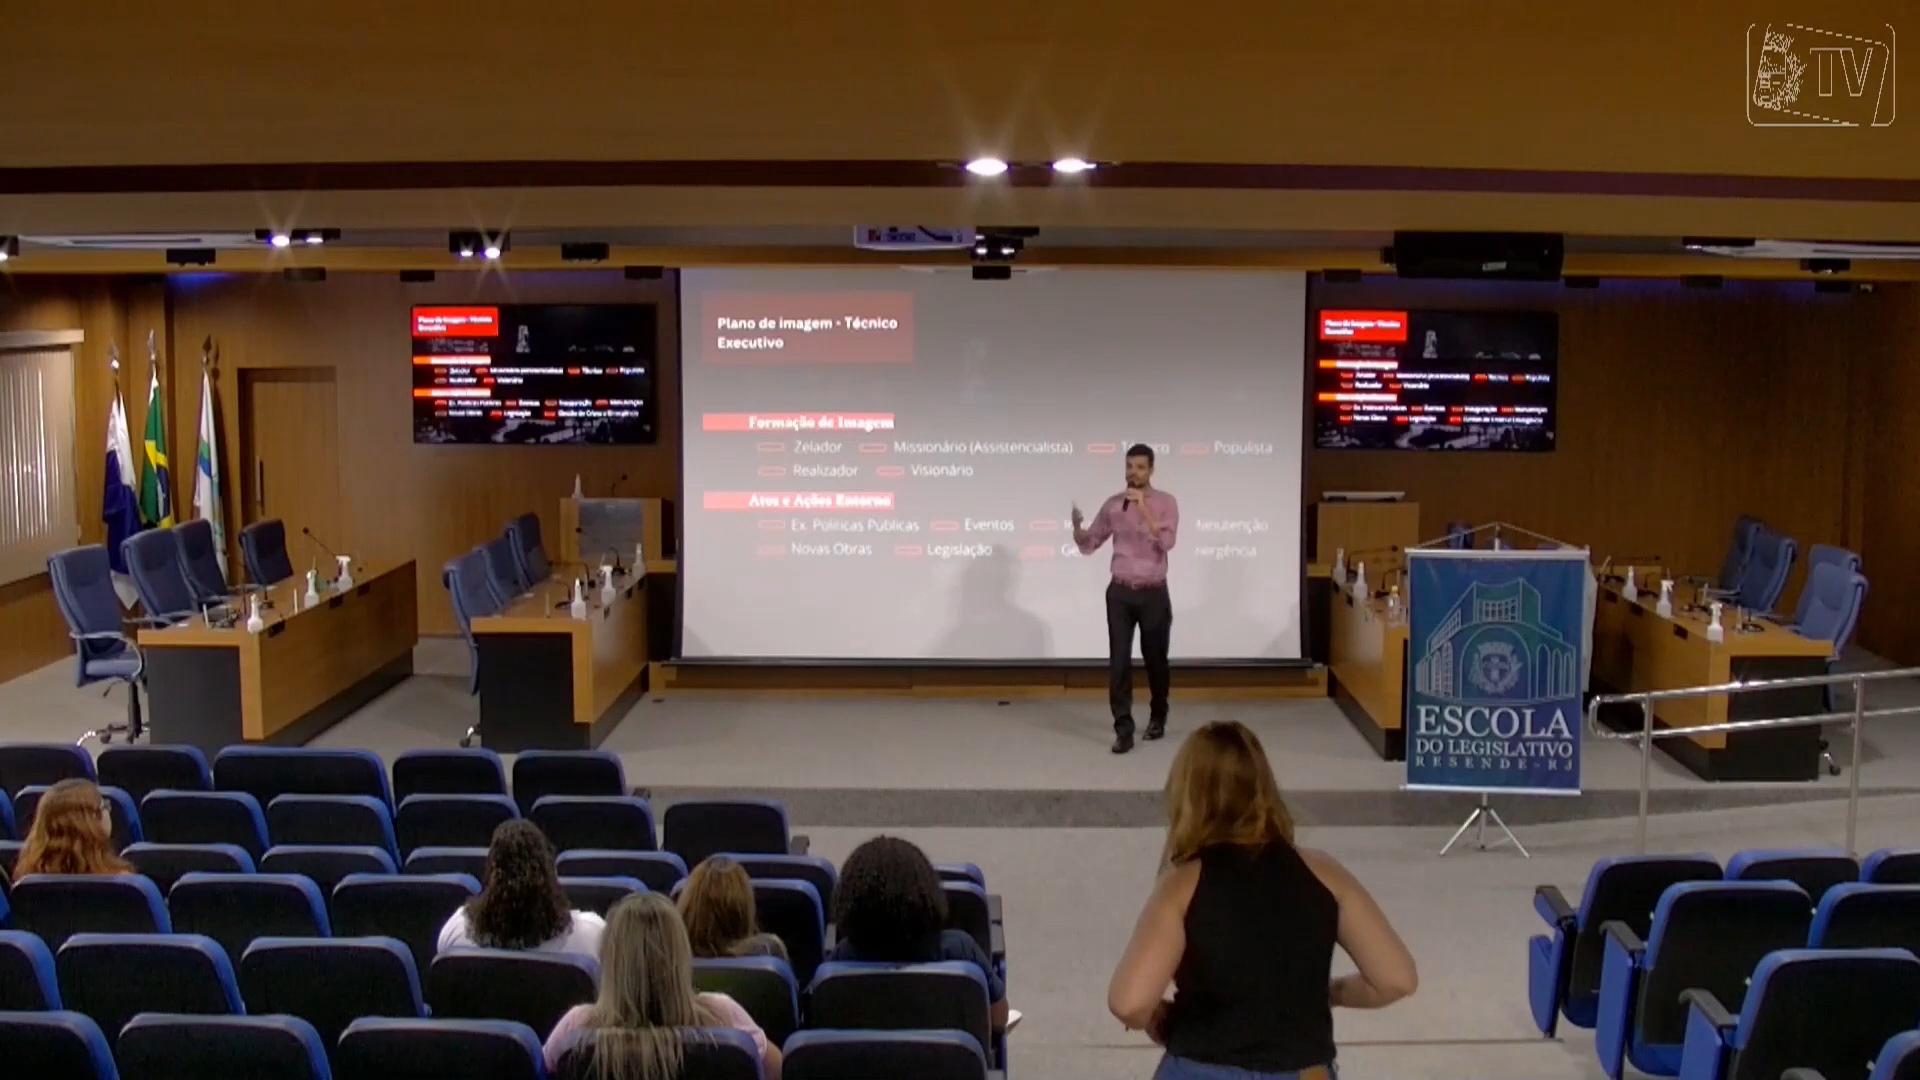 TV
Plano de imagem - Técnico
Executivo
Formação de Imagem
Zelador Missionário (Assistencialista) Populista
Realizador Visionário
Atos e Ações Entorno
Ex. Políticas Públicas Eventos Manutenção
Novas Obras Legislação
ESCOLA
DO LEGISLATIVO
RESENDE-RJ